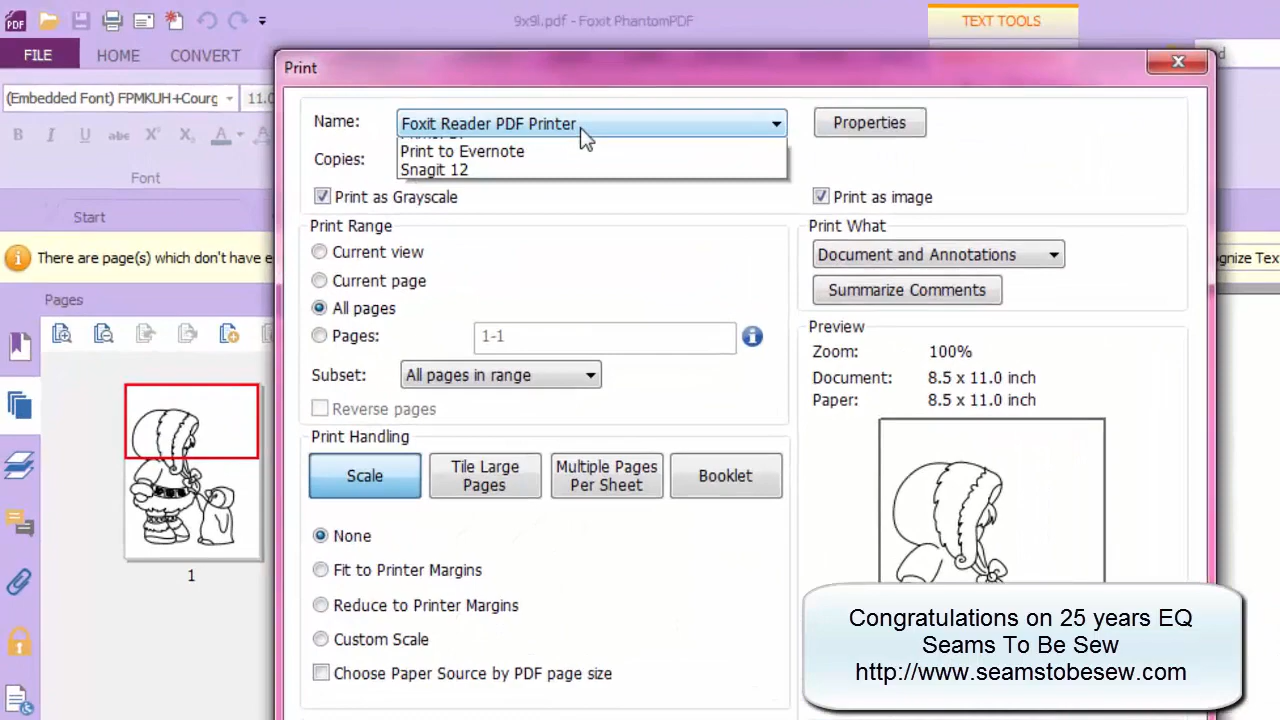 PDF
9x9l.pdf - Foxit PhantomPDF
TEXT TOOLS
FILE
HOME
CONVERT
(Embedded Font) FPMKUH+Courg
11.0
B I U abc X² X₂ A
Font
Start
There are page(s) which don't have e
Pages
1
Print
Name:
Foxit Reader PDF Printer
Properties
Print to Evernote
Copies:
Snagit 12
Print as Grayscale
Print as image
Print Range
Current view
Current page
All pages
Pages:
1-1
Subset:
All pages in range
Reverse pages
Print What
Document and Annotations
Summarize Comments
Preview
Zoom: 100%
Document: 8.5 x 11.0 inch
Paper: 8.5 x 11.0 inch
Print Handling
Scale
Tile Large
Pages
Multiple Pages
Per Sheet
Booklet
None
Fit to Printer Margins
Reduce to Printer Margins
Custom Scale
Choose Paper Source by PDF page size
Congratulations on 25 years EQ
Seams To Be Sew
http://www.seamstobesew.com